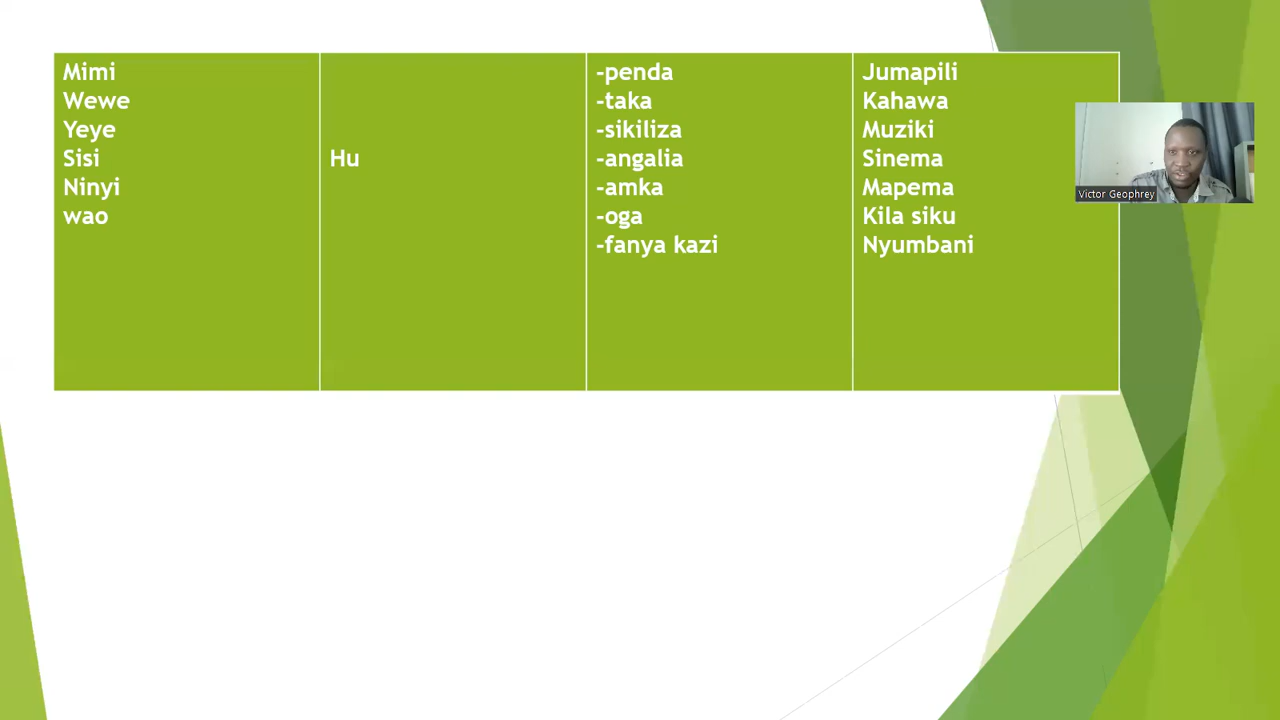 Mimi
Wewe
Yeye
Sisi
Ninyi
wao
Hu
-penda
-taka
-sikiliza
-angalia
-amka
-oga
-fanya kazi
Jumapili
Kahawa
Muziki
Sinema
Mapema
Kila siku
Nyumbani
Victor Geophrey